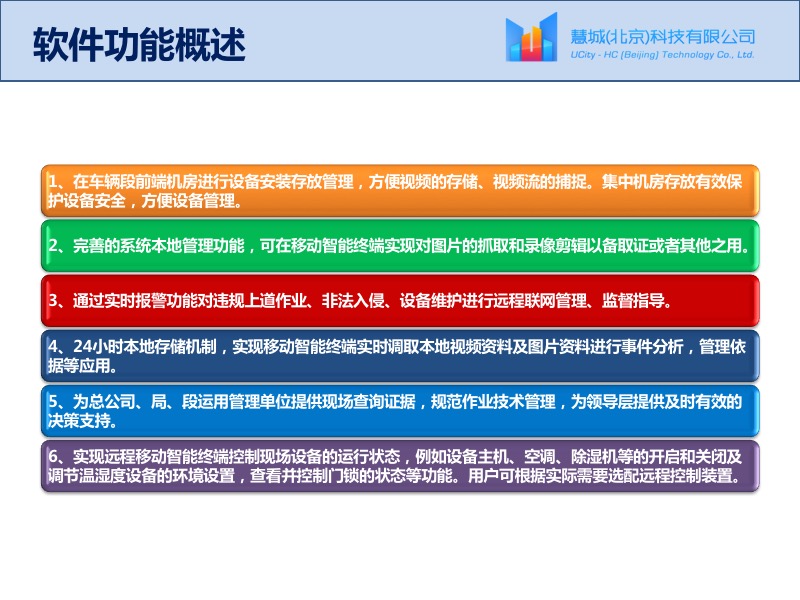 软件功能概述
慧城(北京)科技有限公司
UCity - HC (Beijing) Technology Co., Ltd.
1、在车辆段前端机房进行设备安装存放管理，方便视频的存储、视频流的捕捉。集中机房存放有效保
护设备安全，方便设备管理。
2、完善的系统本地管理功能，可在移动智能终端实现对图片的抓取和录像剪辑以备取证或者其他之用。
3、通过实时报警功能对违规上道作业、非法入侵、设备维护进行远程联网管理、监督指导。
4、24小时本地存储机制，实现移动智能终端实时调取本地视频资料及图片资料进行事件分析，管理依
据等应用。
5、为总公司、局、段运用管理单位提供现场查询证据，规范作业技术管理，为领导层提供及时有效的
决策支持。
6、实现远程移动智能终端控制现场设备的运行状态，例如设备主机、空调、除湿机等的开启和关闭及
调节温湿度设备的环境设置，查看并控制门锁的状态等功能。用户可根据实际需要选配远程控制装置。